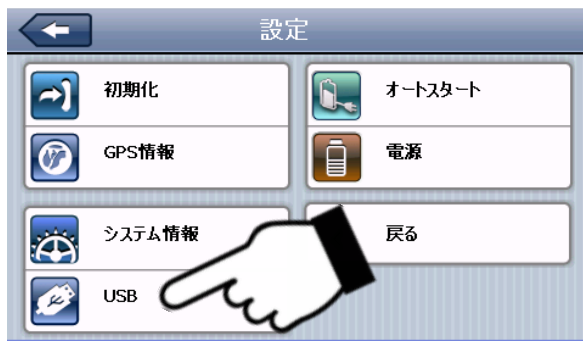 設定
初期化
オートスタート
GPS情報
電源
システム情報
戻る
USB